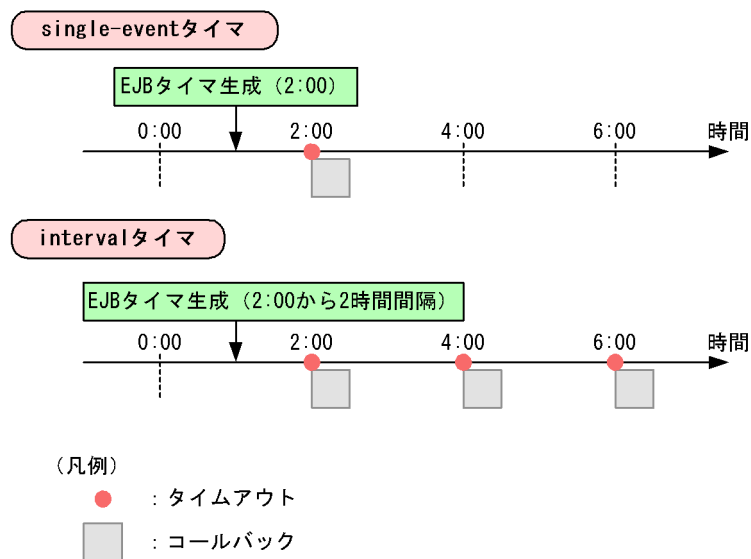 single-eventタイマ
EJBタイマ生成（2:00）
0:00 2:00 4:00 6:00 時間
intervalタイマ
EJBタイマ生成（2:00から2時間間隔）
0:00 2:00 4:00 6:00 時間
（凡例）
：タイムアウト
：コールバック